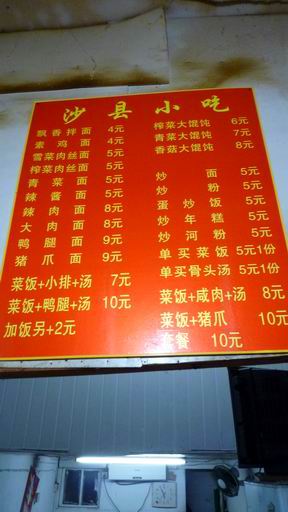 沙县小吃
飘香拌面 4元
素鸡面 4元
雪菜肉丝面 5元
榨菜肉丝面 5元
青菜面 5元
辣酱面 5元
辣肉面 8元
大肉面 8元
鸭腿面 9元
猪爪面 9元
菜饭+小排+汤 7元
菜饭+鸭腿+汤 10元
加饭另+2元
榨菜大馄饨 6元
青菜大馄饨 7元
香菇大馄饨 8元
炒面 5元
炒粉 5元
蛋炒饭 5元
炒年糕 5元
炒河粉 5元
单买菜饭 5元1份
单买骨头汤 5元1份
菜饭+咸肉+汤 8元
菜饭+猪爪 10元
套餐 10元